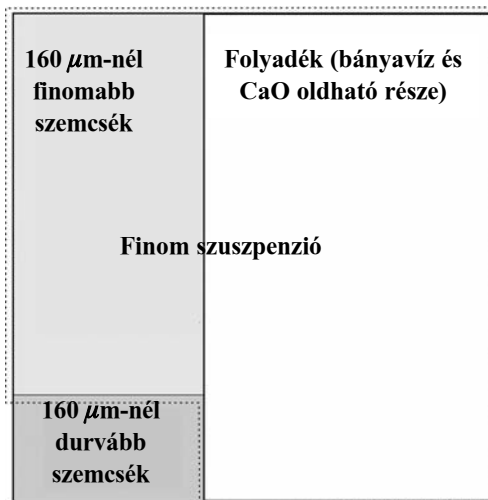 160 μm-nél
finomabb
szemcsék
Folyadék (bányavíz és
CaO oldható része)
Finom szuszpenzió
160 μm-nél
durvább
szemcsék